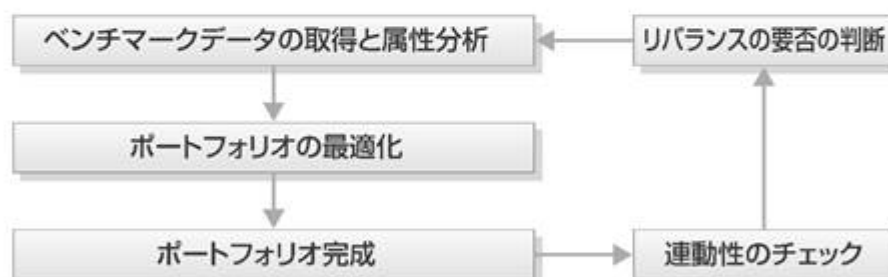 ベンチマークデータの取得と属性分析
リバランスの要否の判断
ポートフォリオの最適化
ポートフォリオ完成
連動性のチェック